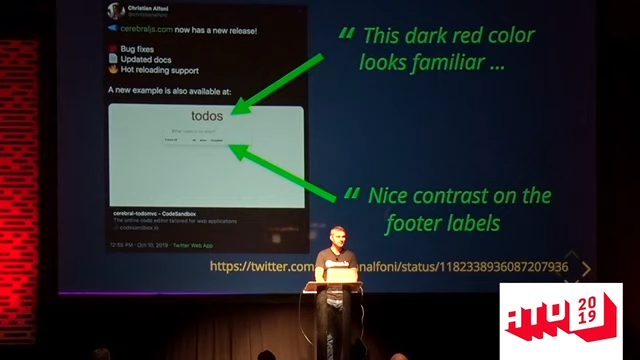 Christian Alfoni
@christianalfoni
cerebraljs.com now has a new release!
Bug fixes
Updated docs
Hot reloading support
A new example is also available at:
todos
cerebral-todomvc - CodeSandbox
The online code editor tailored for web applications
codesandbox.io
12:55 PM · Oct 10, 2019 · Twitter Web App
“ This dark red color
looks familiar ...
“ Nice contrast on the
footer labels
https://twitter.com/ nalfoni/status/1182338936087207936
ATO
20
19